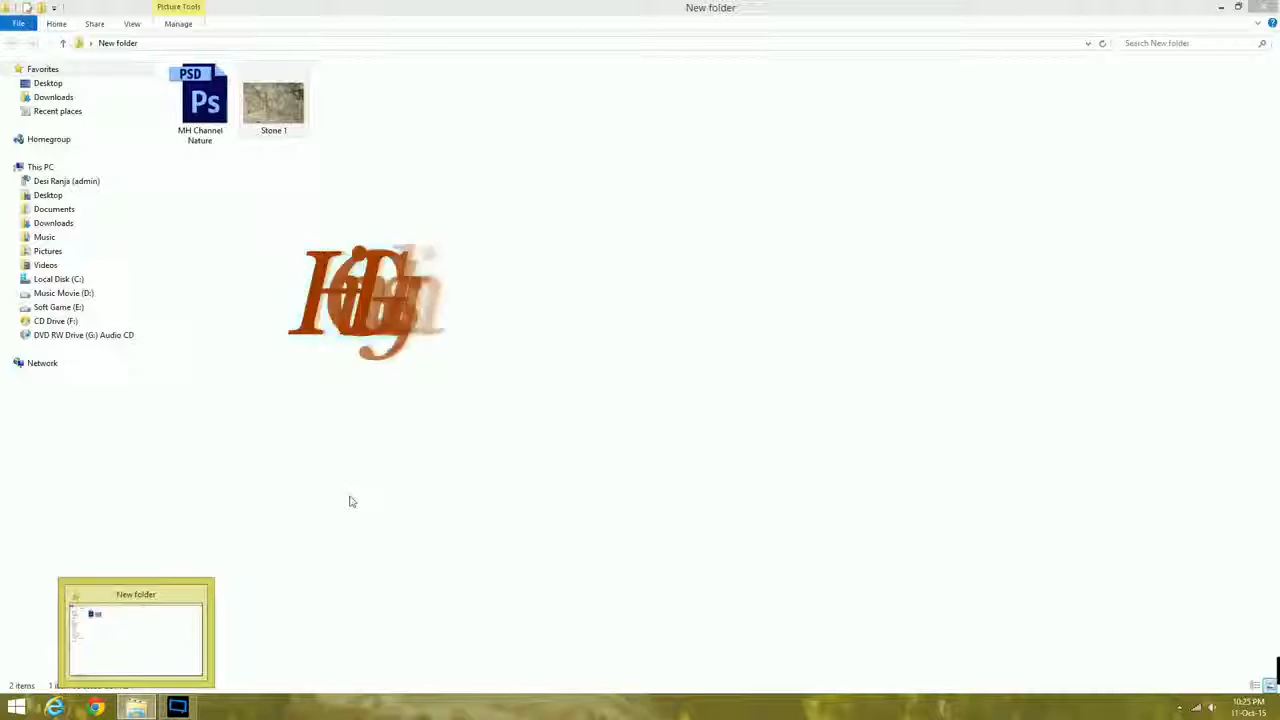 Picture Tools
New folder
File
Home
Share
View
Manage
New folder
Search New folder
Favorites
Desktop
Downloads
Recent places
Homegroup
This PC
Desi Ranja (admin)
Desktop
Documents
Downloads
Music
Pictures
Videos
Local Disk (C:)
Music Movie (D:)
Soft Game (E:)
CD Drive (F:)
DVD RW Drive (G:) Audio CD
Network
PSD
Ps
MH Channel
Nature
Stone 1
New folder
2 items
10:25 PM
11-Oct-15